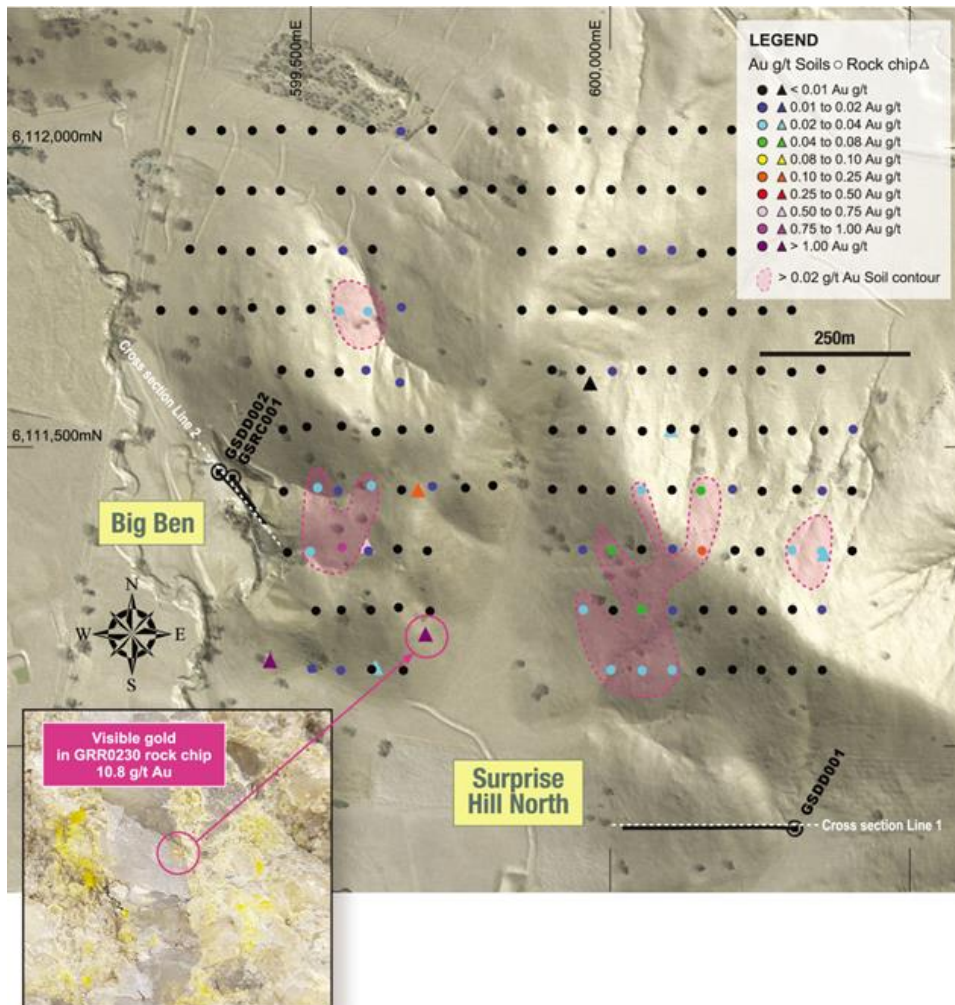 599,500mE
600,000mE
6,112,000mN
6,111,500mN
LEGEND
Au g/t Soils Rock chip
< 0.01 Au g/t
0.01 to 0.02 Au g/t
0.02 to 0.04 Au g/t
0.04 to 0.08 Au g/t
0.08 to 0.10 Au g/t
0.10 to 0.25 Au g/t
0.25 to 0.50 Au g/t
0.50 to 0.75 Au g/t
0.75 to 1.00 Au g/t
> 1.00 Au g/t
> 0.02 g/t Au Soil contour
250m
Cross section Line 2
GSDD002
GSRC001
Big Ben
N
W
E
S
Visible gold
in GRR0230 rock chip
10.8 g/t Au
Surprise
Hill North
GSDD001
Cross section Line 1